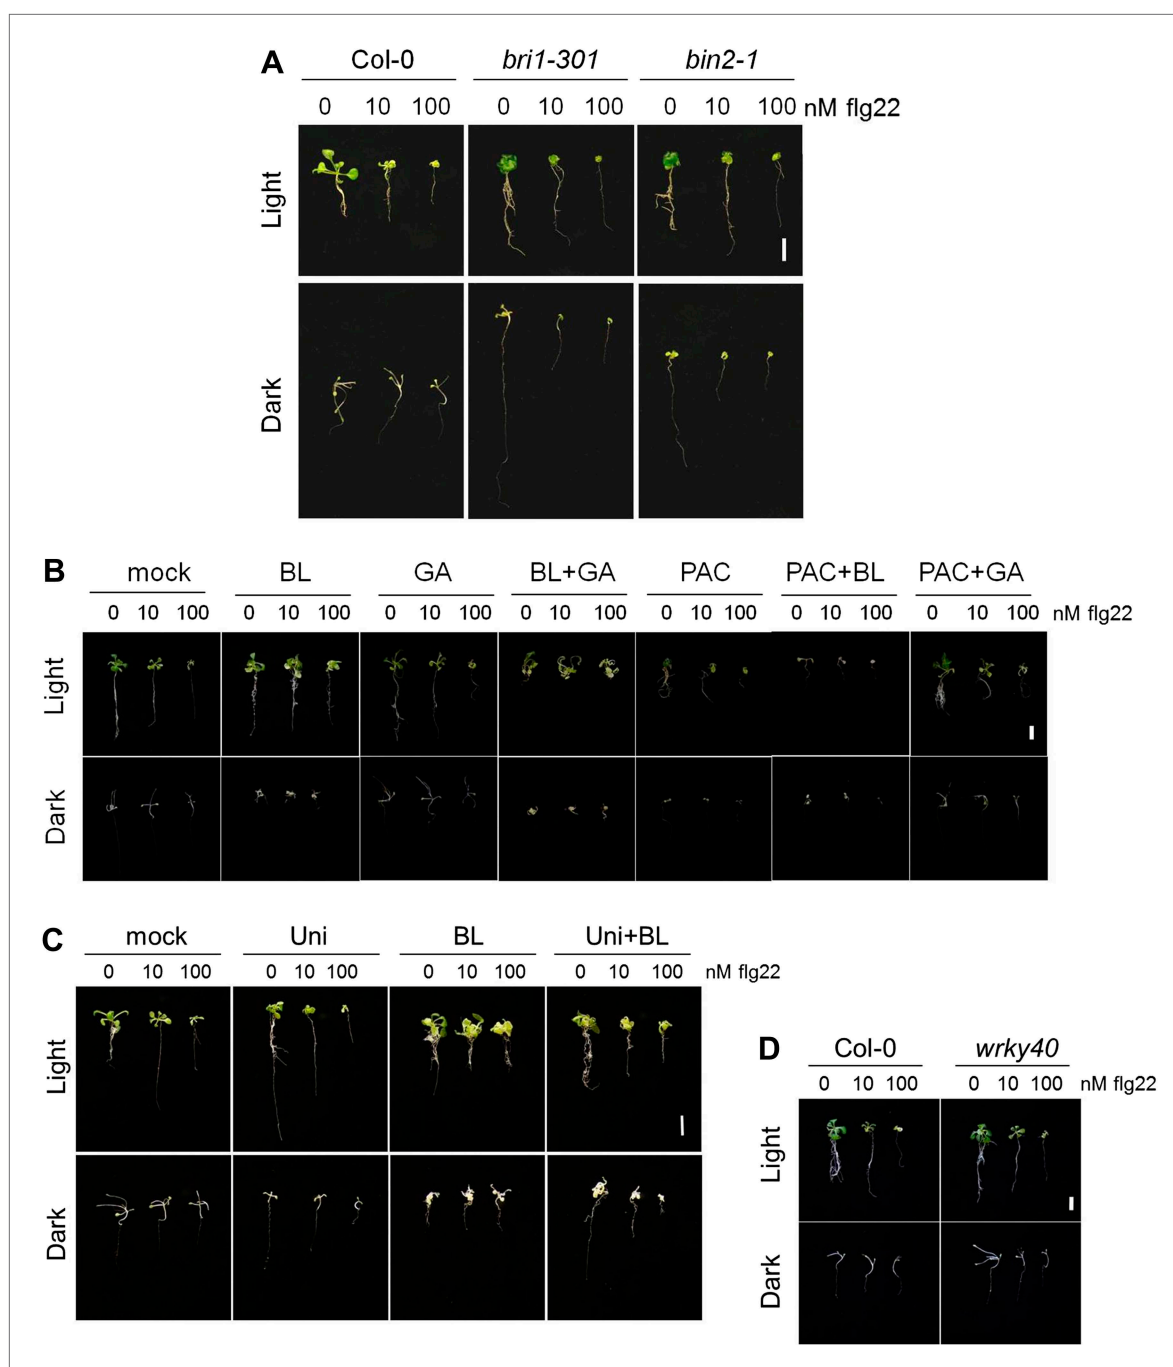 A Col-0 bri1-301 bin2-1
0 10 100 0 10 100 0 10 100 nM flg22
Light
Dark
B mock BL GA BL+GA PAC PAC+BL PAC+GA
0 10 100 0 10 100 0 10 100 0 10 100 0 10 100 0 10 100 0 10 100 nM flg22
Light
Dark
C mock Uni BL Uni+BL
0 10 100 0 10 100 0 10 100 0 10 100 nM flg22
Light
Dark
D Col-0 wrky40
0 10 100 0 10 100 nM flg22
Light
Dark